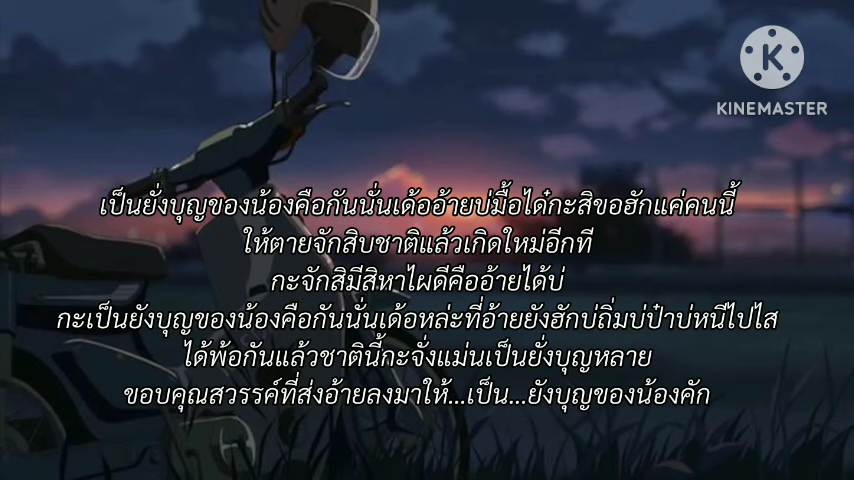 KINEMASTER
เป็นยั่งบุญของน้องคือกันนั่นเด้ออ้ายบ่มื้อได๋กะสิขอฮักแค่คนนี้
ให้ตายจักสิบชาติแล้วเกิดใหม่อีกที
กะจักสิมีสิหาไผดีคืออ้ายได้บ่
กะเป็นยังบุญของน้องคือกันนั่นเด้อหล่ะที่อ้ายยังฮักบ่ถิ่มบ่ป๋าบ่หนีไปไส
ได้พ้อกันแล้วชาตินี้กะจั่งแม่นเป็นยั่งบุญหลาย
ขอบคุณสวรรค์ที่ส่งอ้ายลงมาให้...เป็น...ยังบุญของน้องคัก